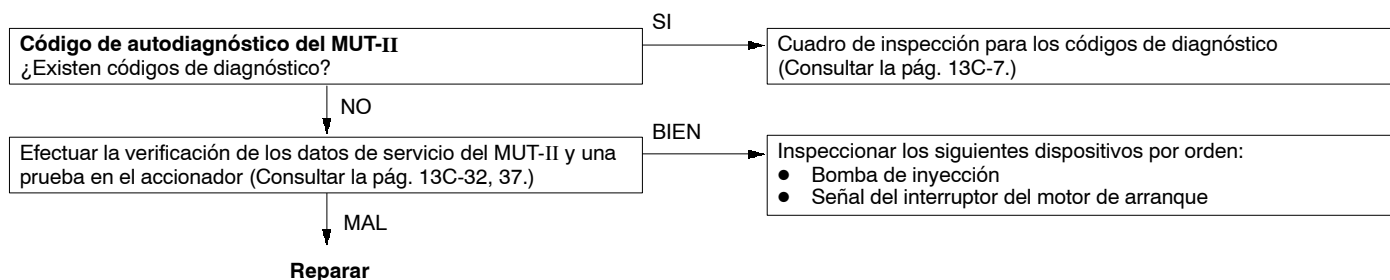 Código de autodiagnóstico del MUT-II
¿Existen códigos de diagnóstico?
SI
Cuadro de inspección para los códigos de diagnóstico
(Consultar la pág. 13C-7.)
NO
Efectuar la verificación de los datos de servicio del MUT-II y una
prueba en el accionador (Consultar la pág. 13C-32, 37.)
BIEN
Inspeccionar los siguientes dispositivos por orden:
● Bomba de inyección
● Señal del interruptor del motor de arranque
MAL
Reparar